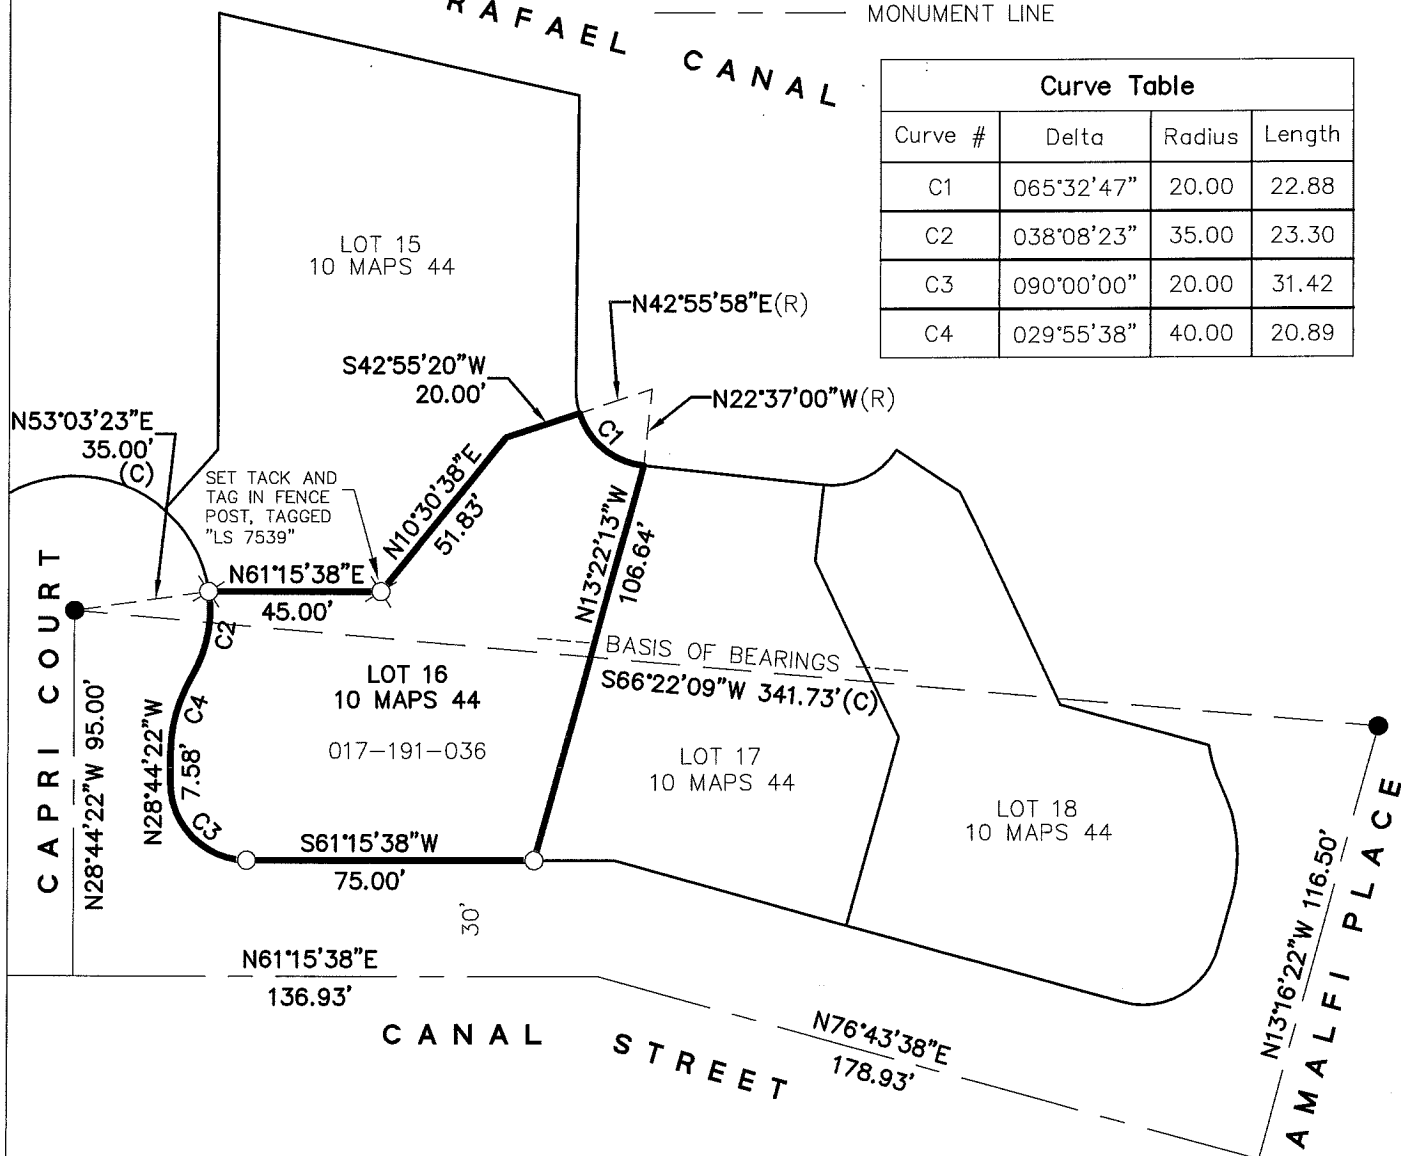 RAFAEL CANAL
MONUMENT LINE
Curve Table
Curve # Delta Radius Length
C1 065°32'47" 20.00 22.88
C2 038°08'23" 35.00 23.30
C3 090°00'00" 20.00 31.42
C4 029°55'38" 40.00 20.89
LOT 15
10 MAPS 44
N42°55'58"E(R)
S42°55'20"W
20.00'
N22°37'00"W(R)
N53°03'23"E
35.00'
(C)
C1
SET TACK AND
TAG IN FENCE
POST, TAGGED
"LS 7539"
N10°30'38"E
51.83'
N13°22'13"W
106.64'
N61°15'38"E
45.00'
C2
BASIS OF BEARINGS
S66°22'09"W 341.73'(C)
LOT 16
10 MAPS 44
017-191-036
C4
N28°44'22"W
7.58'
C3
CAPRI COURT
N28°44'22"W 95.00'
LOT 17
10 MAPS 44
LOT 18
10 MAPS 44
S61°15'38"W
75.00'
30'
N61°15'38"E
136.93'
CANAL STREET
N76°43'38"E
178.93'
N13°16'22"W 116.50'
AMALFI PLACE